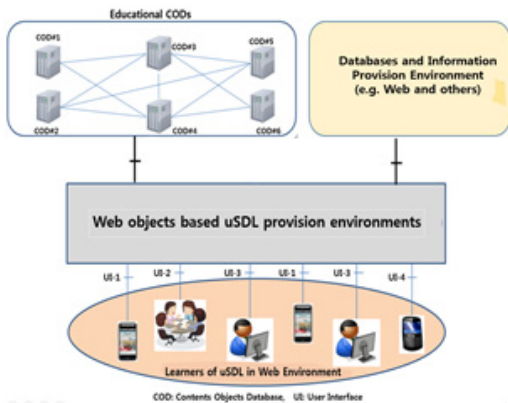 Educational CODs
COD#1
COD#3
COD#5
COD#2
COD#4
COD#6
Databases and Information
Provision Environment
(e.g. Web and others)
Web objects based uSDL provision environments
UI-1
UI-2
UI-3
UI-1
UI-3
UI-4
Learners of uSDL in Web Environment
COD: Contents Objects Database, UI: User Interface